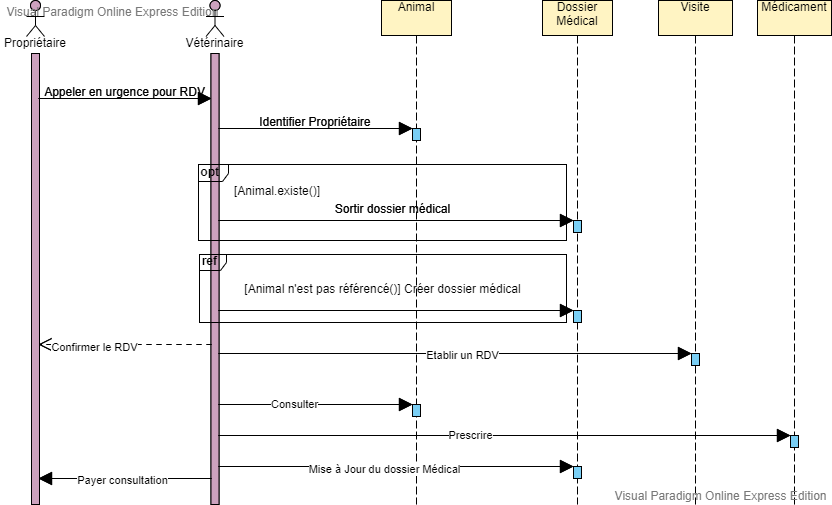 Visual Paradigm Online Express Edition
Propriétaire
Vétérinaire
Animal
Dossier
Médical
Visite
Médicament
Appeler en urgence pour RDV
Identifier Propriétaire
opt
[Animal.existe()]
Sortir dossier médical
ref
[Animal n'est pas référencé()] Créer dossier médical
Confirmer le RDV
Etablir un RDV
Consulter
Prescrire
Mise à Jour du dossier Médical
Payer consultation
Visual Paradigm Online Express Edition